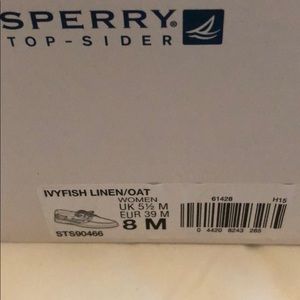 SPERRY
TOP-SIDER
IVYFISH LINEN/OAT
WOMEN
UK 5½ M
EUR 39 M
8 M
STS90466
61428
H15
0 44208 8243 265